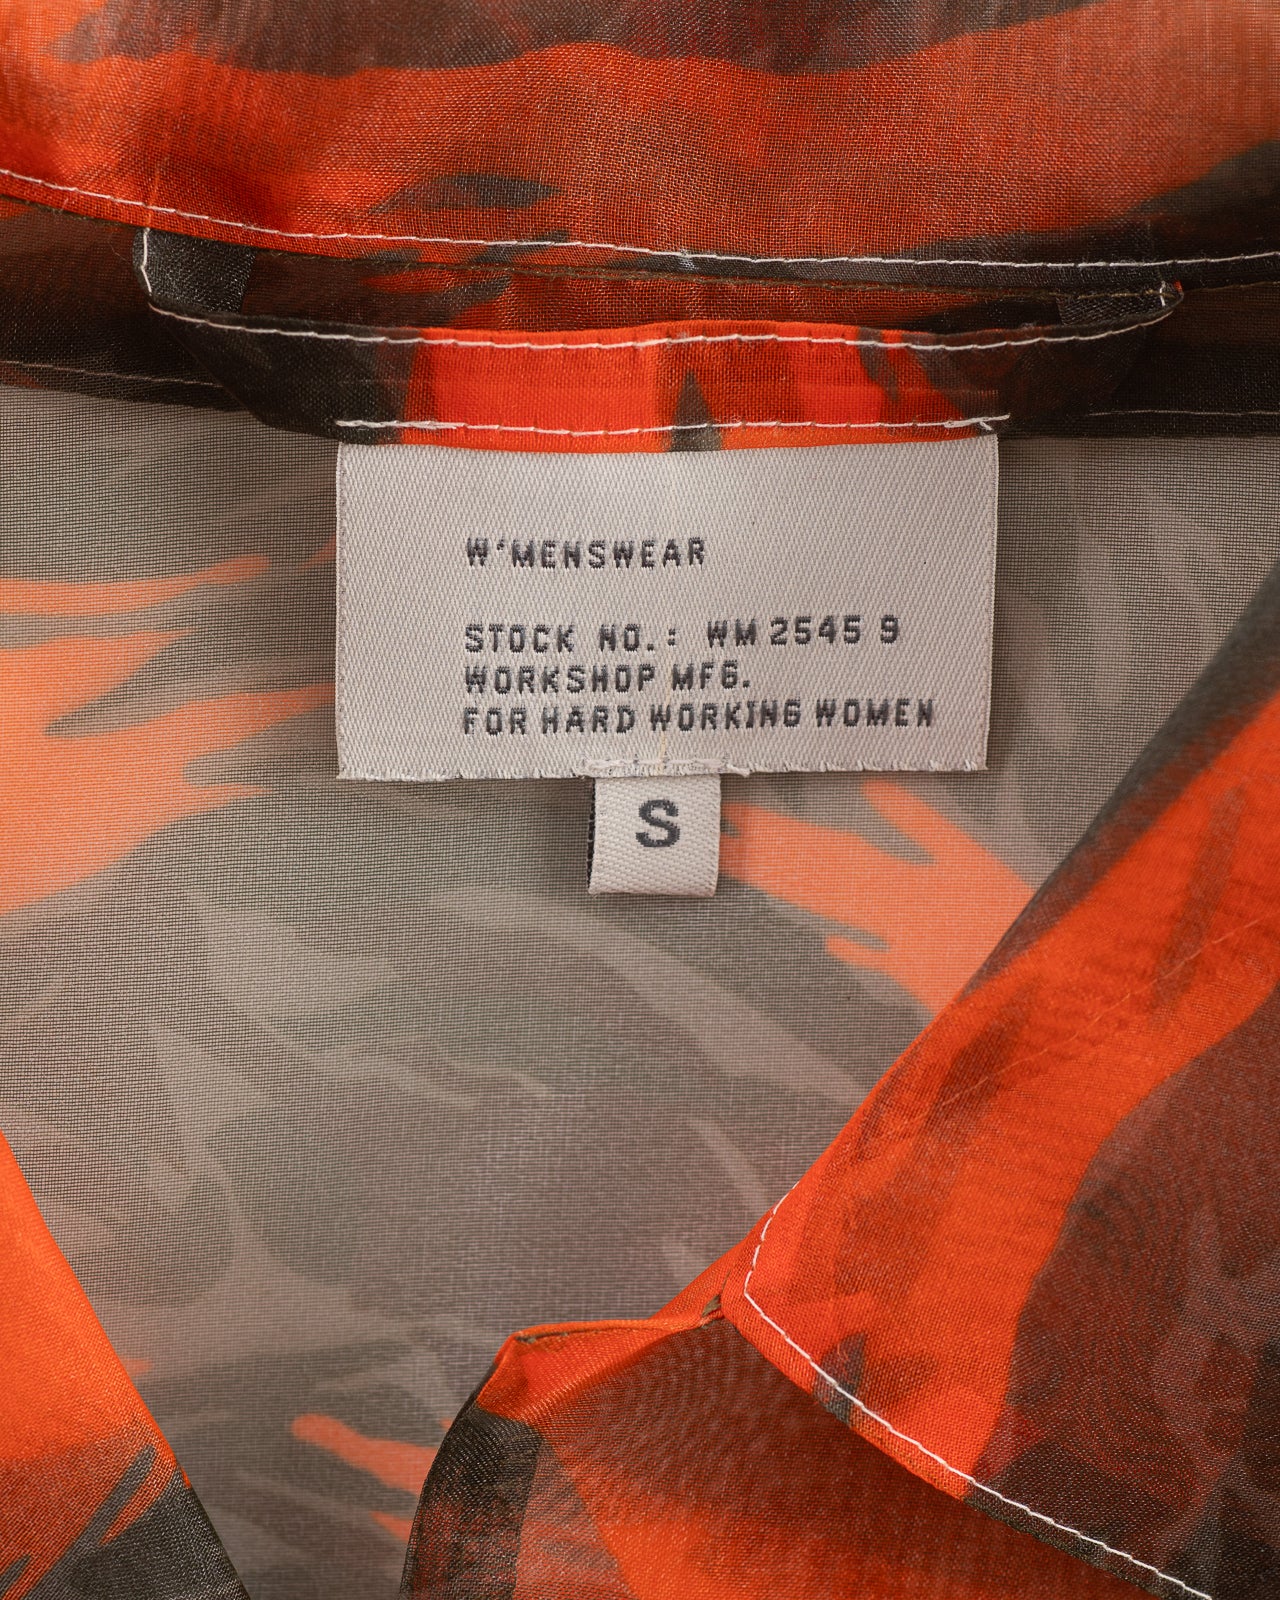 W'MENSWEAR
STOCK NO.: WM 2545 9
WORKSHOP MFG.
FOR HARD WORKING WOMEN
S